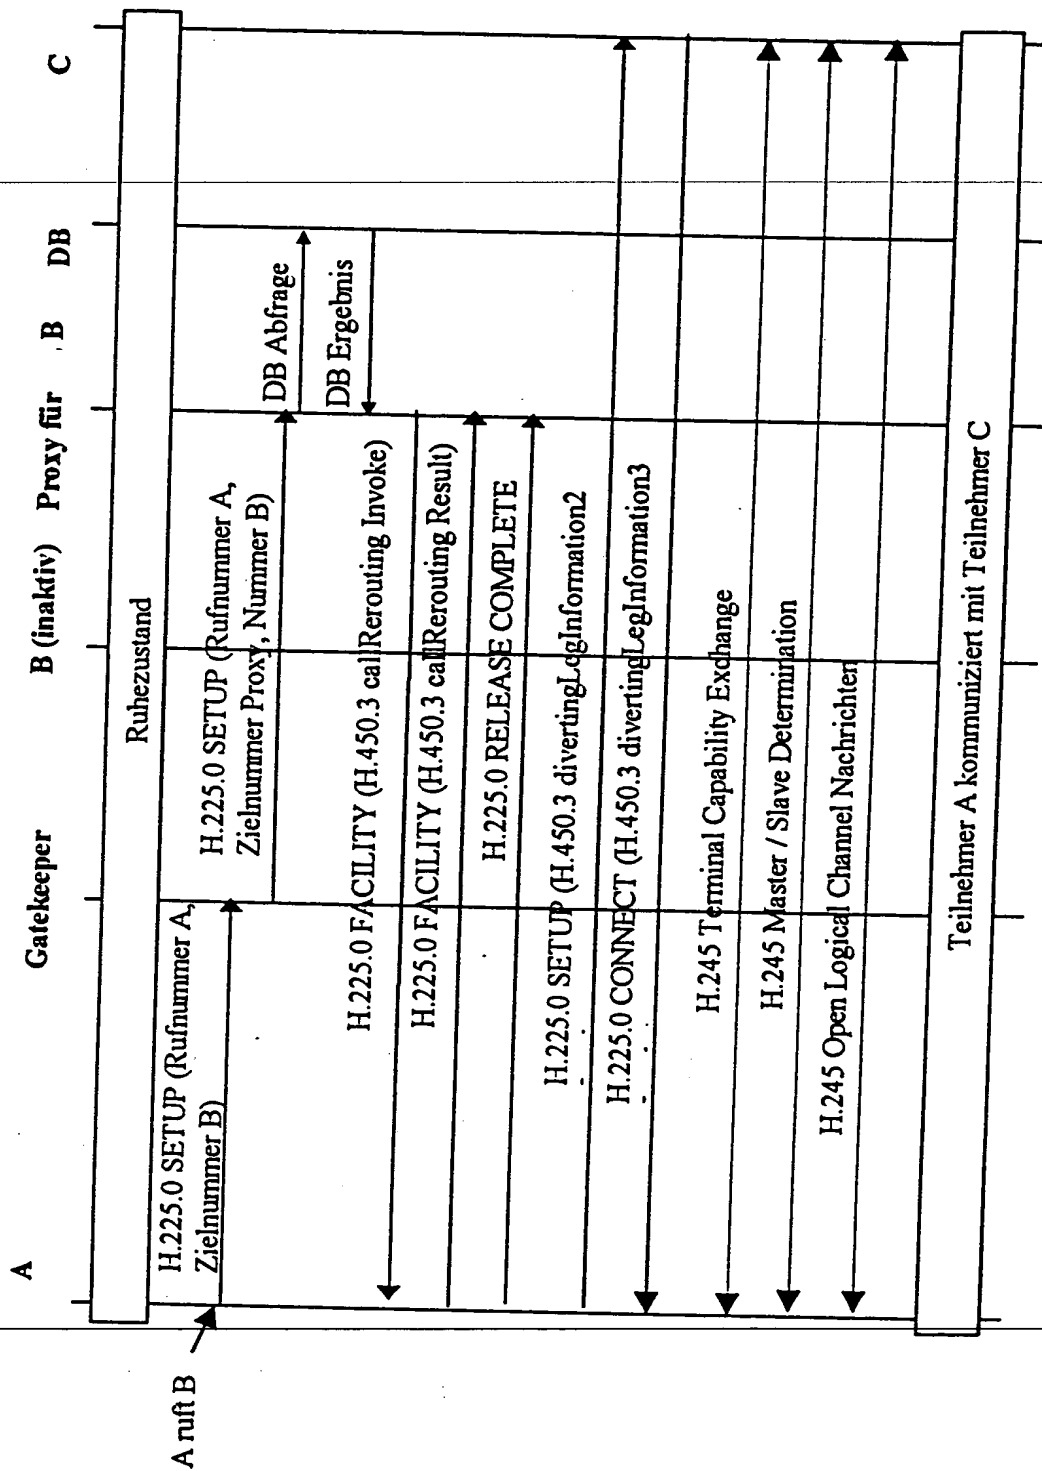 A
Gatekeeper
B (inaktiv)
Proxy für B
DB
C
Ruhezustand
A ruft B
H.225.0 SETUP (Rufnummer A,
Zielnummer B)
H.225.0 SETUP (Rufnummer A,
Zielnummer Proxy, Nummer B)
DB Abfrage
DB Ergebnis
H.225.0 FACILITY (H.450.3 callRerouting Invoke)
H.225.0 FACILITY (H.450.3 callRerouting Result)
H.225.0 RELEASE COMPLETE
H.225.0 SETUP (H.450.3 divertingLegInformation2
H.225.0 CONNECT (H.450.3 divertingLegInformation3
H.245 Terminal Capability Exchange
H.245 Master / Slave Determination
H.245 Open Logical Channel Nachrichten
Teilnehmer A kommuniziert mit Teilnehmer C